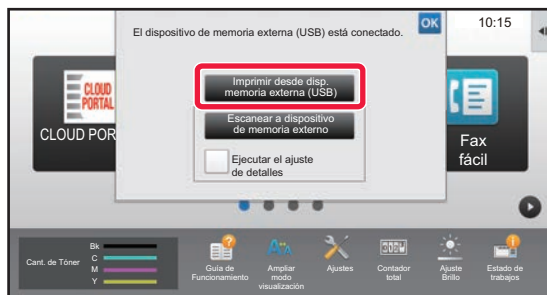 El dispositivo de memoria externa (USB) está conectado.
OK
10:15
Imprimir desde disp.
memoria externa (USB)
Escanear a dispositivo
de memoria externo
Ejecutar el ajuste
de detalles
CLOUD
PORTAL
CLOUD POR
Fax
fácil
Cant. de Tóner
Bk
C
M
Y
Guía de
Funcionamiento
Ampliar
modo
visualización
Ajustes
Contador
total
Ajuste
Brillo
Estado de
trabajos